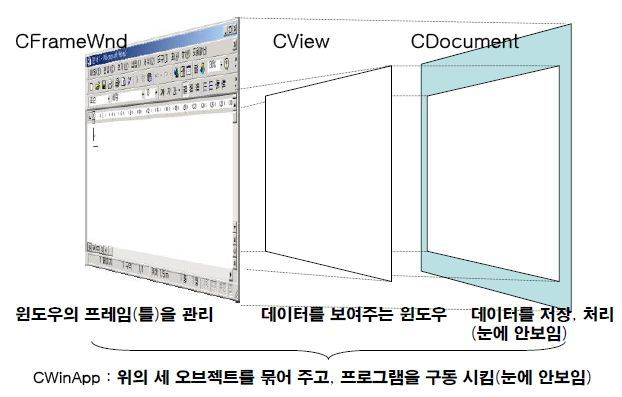 CFrameWnd
CView
CDocument
윈도우의 프레임(틀)을 관리
데이터를 보여주는 윈도우
데이터를 저장, 처리
(눈에 안보임)
CWinApp : 위의 세 오브젝트를 묶어 주고, 프로그램을 구동 시킴(눈에 안보임)